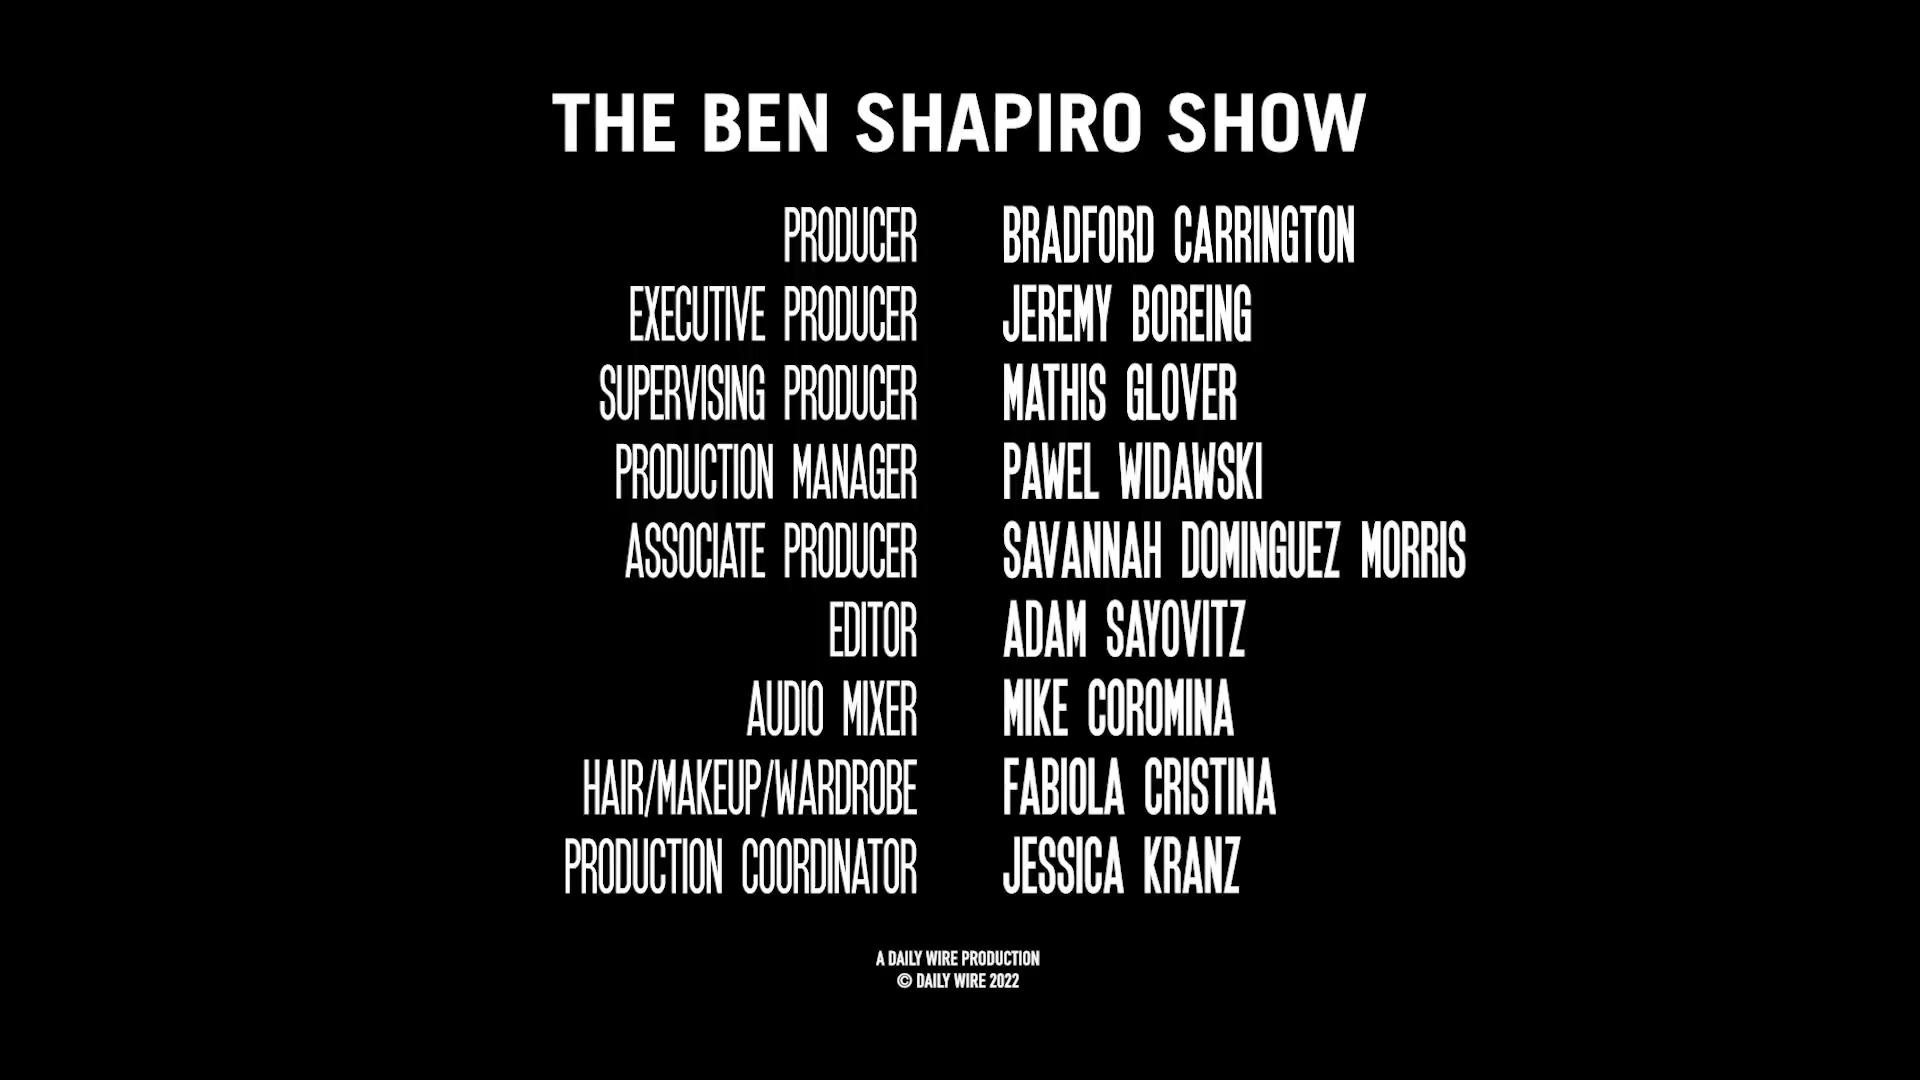 THE BEN SHAPIRO SHOW
PRODUCER BRADFORD CARRINGTON
EXECUTIVE PRODUCER JEREMY BOREING
SUPERVISING PRODUCER MATHIS GLOVER
PRODUCTION MANAGER PAWEL WIDAWSKI
ASSOCIATE PRODUCER SAVANNAH DOMINGUEZ MORRIS
EDITOR ADAM SAYOVITZ
AUDIO MIXER MIKE COROMINA
HAIR/MAKEUP/WARDROBE FABIOLA CRISTINA
PRODUCTION COORDINATOR JESSICA KRANZ
A DAILY WIRE PRODUCTION
© DAILY WIRE 2022